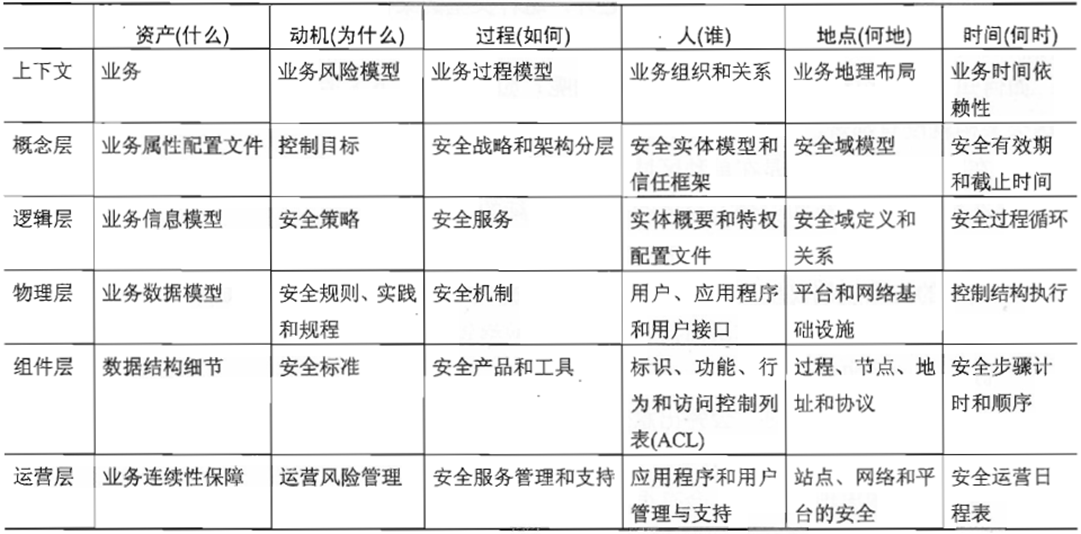 资产(什么) 动机(为什么) 过程(如何) 人(谁) 地点(何地) 时间(何时)
上下文 业务 业务风险模型 业务过程模型 业务组织和关系 业务地理布局 业务时间依
赖性
概念层 业务属性配置文件 控制目标 安全战略和架构分层 安全实体模型和 安全域模型 安全有效期
信任框架 和截止时间
逻辑层 业务信息模型 安全策略 安全服务 实体概要和特权 安全域定义和 安全过程循环
配置文件 关系
物理层 业务数据模型 安全规则、实践 安全机制 用户、应用程序 平台和网络基 控制结构执行
和规程 和用户接口 础设施
组件层 数据结构细节 安全标准 安全产品和工具 标识、功能、行 过程、节点、地 安全步骤计
为和访问控制列 址和协议 时和顺序
表(ACL)
运营层 业务连续性保障 运营风险管理 安全服务管理和支持 应用程序和用户 站点、网络和平 安全运营日
管理与支持 台的安全 程表